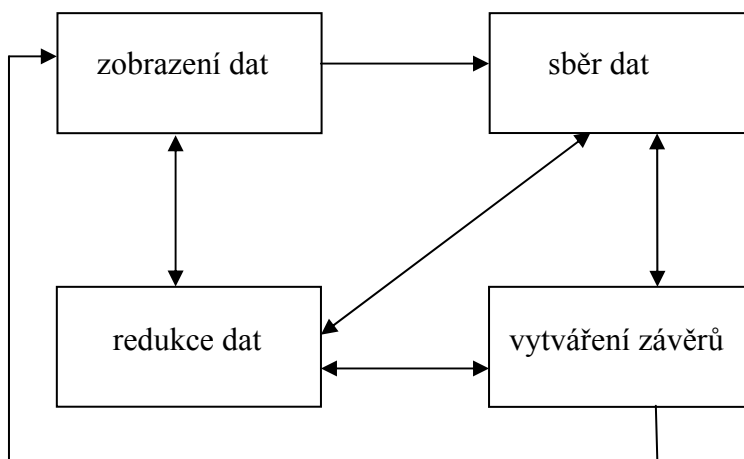 zobrazení dat
sběr dat
redukce dat
vytváření závěrů